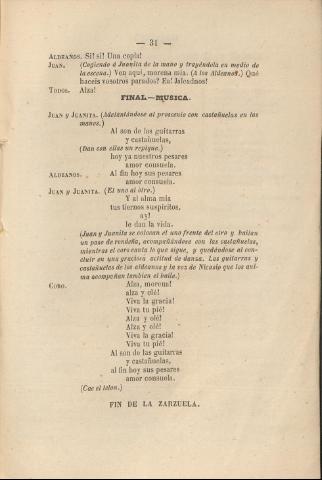 — 31 —
ALDEANOS. Sí! sí! Una copla!
JUAN. (Cogiendo á Juanita de la mano y trayéndola en medio de
la escena.) Ven aquí, morena mia. (A los Aldeanos.) Qué
haceis vosotros parados? Ea! Jaleadnos!
TODOS. Alza!
FINAL—MUSICA.
JUAN Y JUANITA. (Adelantándose al proscenio con castañuelas en las
manos.)
Al son de las guitarras
y castañuelas,
(Dan con ellas un repique.)
hoy ya nuestros pesares
amor consuela.
ALDEANOS. Al fin hoy sus pesares
amor consuela.
JUAN Y JUANITA. (El uno al otro.)
Y al alma mia
tus tiernos suspiritos,
ay!
le dan la vida.
(Juan y Juanita se colocan el uno frente del otro y bailan
un paso de rondeña, acompañándose con las castañuelas,
mientras el coro canta lo que sigue, y quedándose al con-
cluir en una graciosa actitud de danza. Las guitarras y
castañuelas de los aldeanos y la voz de Nicasio que los ani-
ma acompañan tambien el baile.)
CORO. Alza, morena!
alza y olé!
Viva la gracia!
Viva tu pié!
Alza y olé!
Alza y olé!
Viva la gracia!
Viva tu pié!
Al son de las guitarras
y castañuelas,
al fin hoy sus pesares
amor consuela.
(Cae el telon.)
FIN DE LA ZARZUELA.